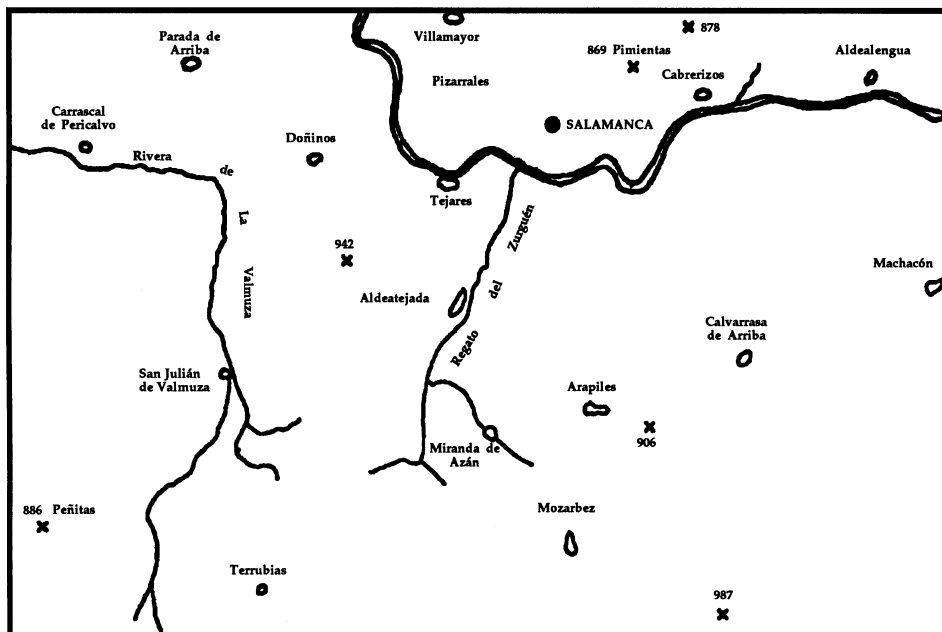 878
Villamayor
Parada de
Arriba
869 Pimientas
Aldealengua
Cabrerizos
Pizarrales
Carrascal
de Pericalvo
SALAMANCA
Doñinos
Rivera de La Valmuza
Tejares
Regato del Zurguén
942
Machacón
Aldeatejada
Calvarrasa
de Arriba
San Julián
de Valmuza
Arapiles
906
Miranda de
Azán
886 Peñitas
Mozarbez
Terrubias
987